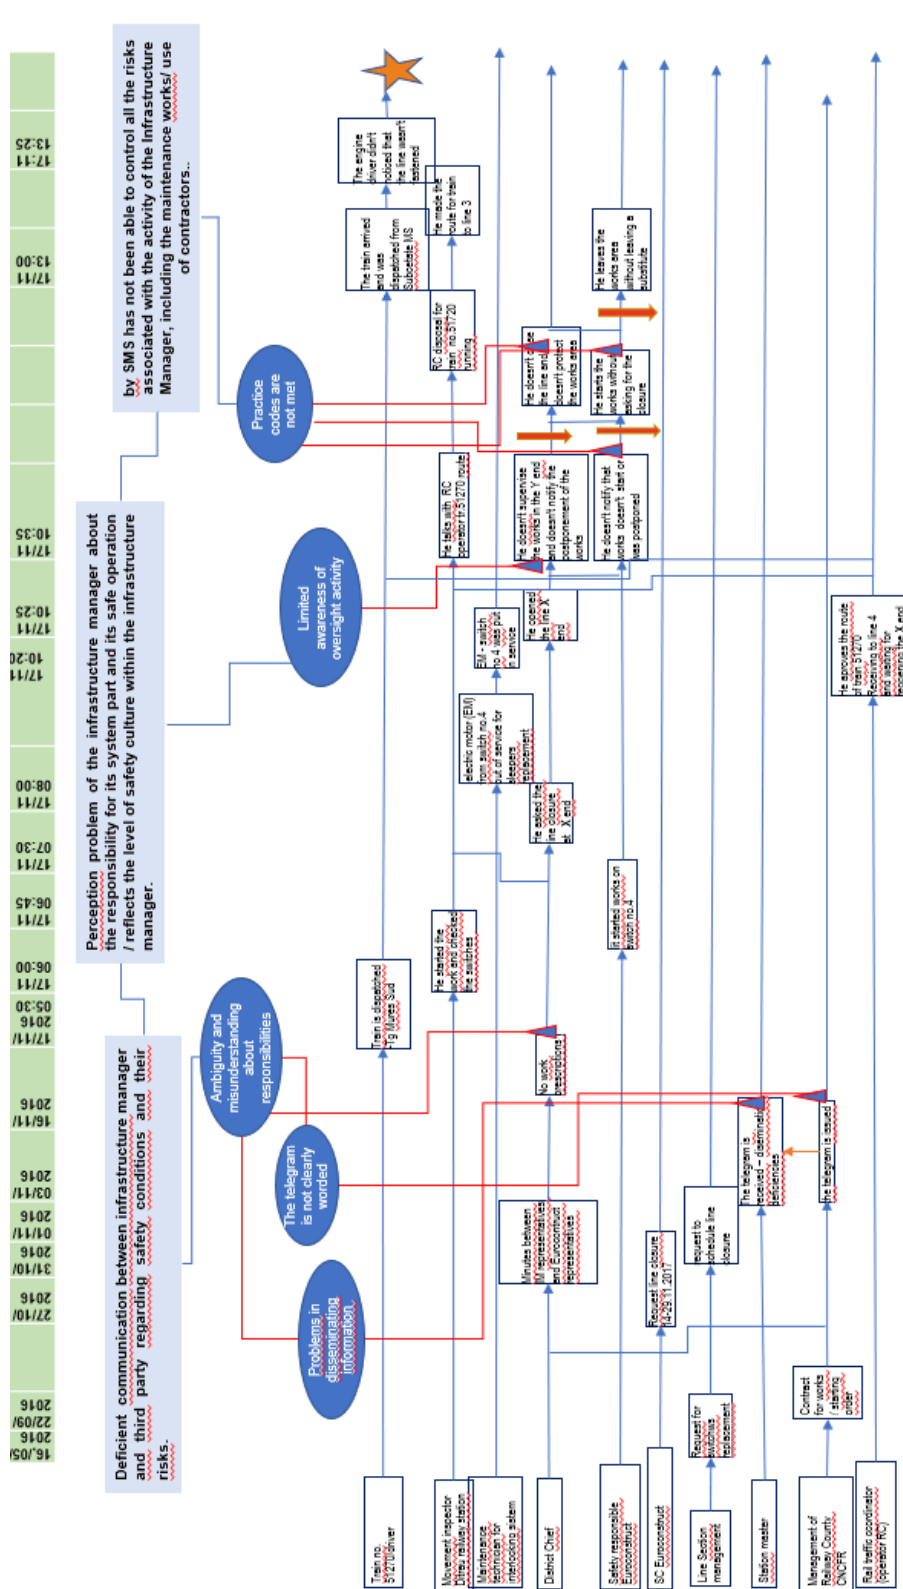 16.,05/
2016
22/09/
2016
27/10/
2016
31/10/
2016
01/11/
2016
03/11/
2016
16/11/
2016
17/11/
2016
05:30
17/11
06:00
17/11
06:45
17/11
07:30
17/11
08:00
17/11
10:20
17/11
10:25
17/11
10:35
17/11
13:00
17:11
13:25
Deficient communication between infrastructure manager
and third party regarding safety conditions and their
risks.
Perception problem of the infrastructure manager about
the responsibility for its system part and its safe operation
/ reflects the level of safety culture within the infrastructure
manager.
by SMS has not been able to control all the risks
associated with the activity of the Infrastructure
Manager, including the maintenance works/ use
of contractors..
Problems in
disseminating
information
The telegram
is not clearly
worded
Ambiguity and
misunderstanding
about
responsibilities
Limited
awareness of
oversight activity
Practice
codes are
not met
Train no.
51270/driver
Train is dispatched
Tg Mures Sud
The train arrived
and was
dispatched from
Subcetate MS
The engine
driver didn't
noticed that
the line wasn't
fastened
Movement inspector
Ditrau railway station
He started the
work and checked
the switches
He talks with RC
operator tr.51270 route
RC disposal for
train no.51720
running
He made the
route for train
to line 3
Maintenance
technician for
interlocking sistem
electric motor (EM)
from switch no.4
out of service for
sleepers
replacement
EM - switch
no 4 was put
in service
District Chief
Minutes between
IM representatives
and Euroconstruct
representatives
No work
prescriptions
He asked the
line closure
at X end
He opened
the line X
end
He doesn't supervise
the works in the Y end
and doesn't notify the
postponement of the
works
He doesn't close
the line and
doesn't protect
the works area
Safety responsible
Euroconstruct
iit started works on
switch no.4
He doesn't notify that
works doesn't start or
was postponed
He starts the
works without
asking for the
closure
He leaves the
works area
without leaving a
substitute
SC Euroconstruct
Request line closure
14-29.11.2017
Line Section
management
Request for
switchws
replacement
request to
schedule line
closure
Station master
The telegram is
received – disemination
deficiencies
Management of
Railway County
CNCFR
Contract
for works
/ starting
order
the telegram is issued
Rail traffic coordinator
(operator RC)
He aproves the route
of train 51270
Receiving to line 4
and waiting for
reopening the X end